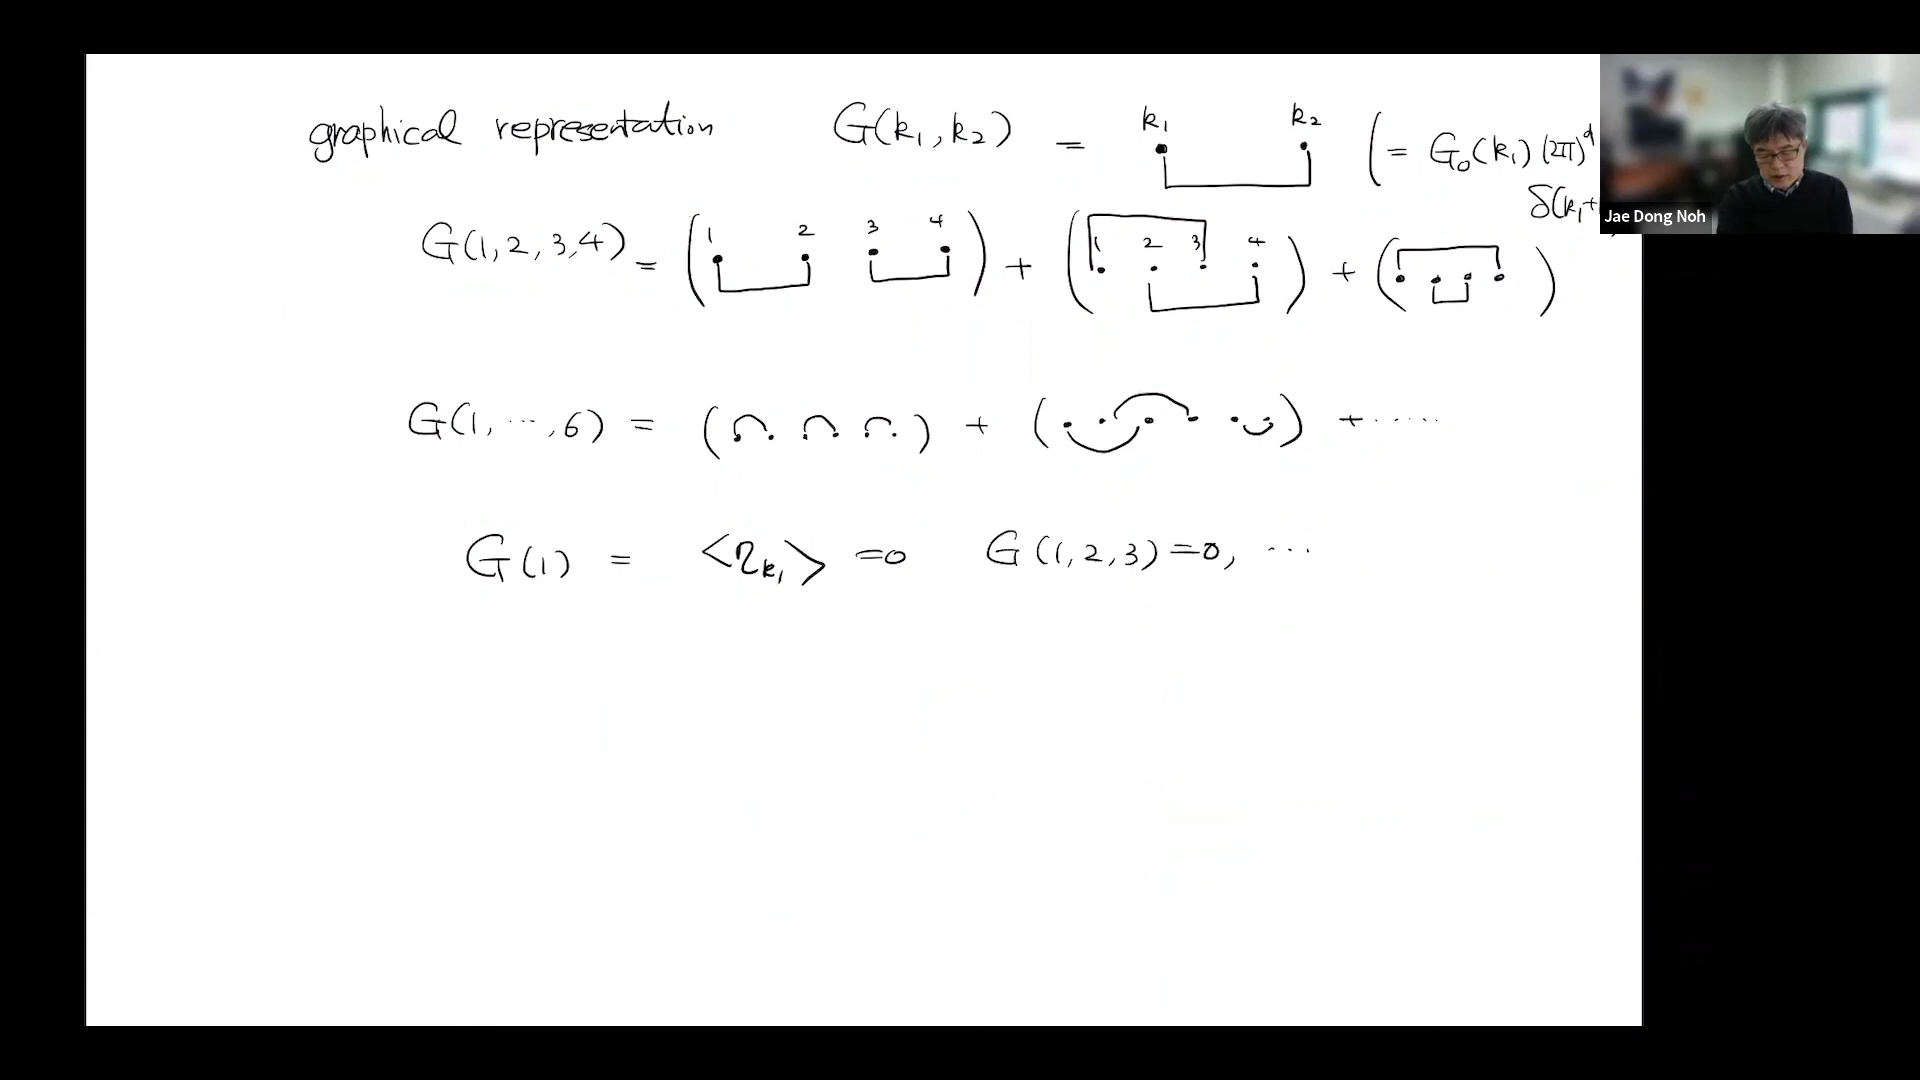 graphical representation G(k₁, k₂) = k₁ k₂ ( = G₀(k₁) (2π)ᵈ
δ(k₁+
Jae Dong Noh
G(1, 2, 3, 4) = (1 2 3 4) + (1 2 3 4) + ( )
G(1, ⋯, 6) = ( ) + ( ) + ⋯⋯
G(1) = <η_k₁> = 0 G(1, 2, 3) = 0, ⋯